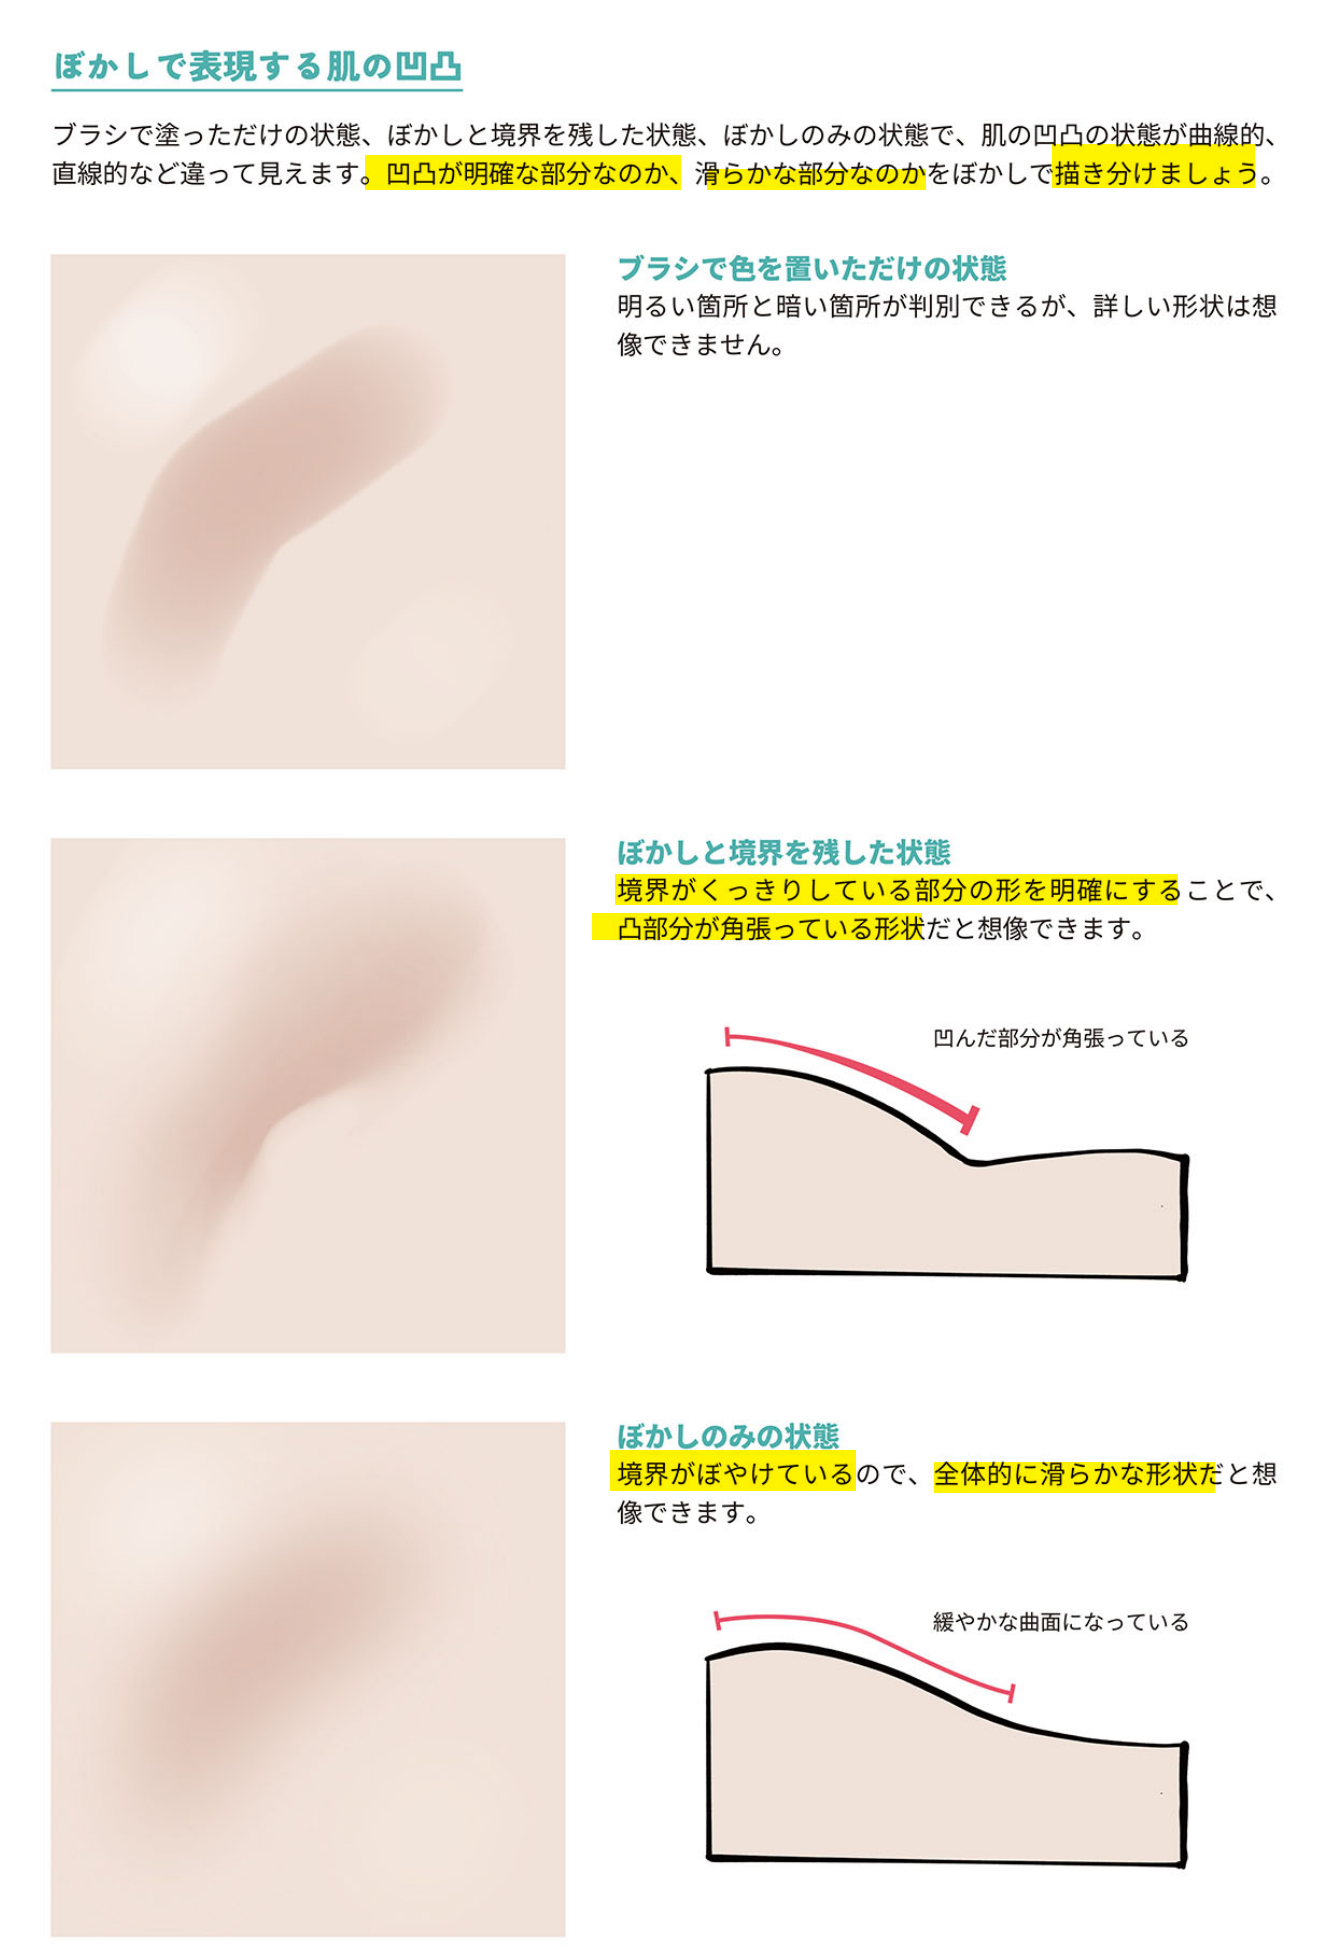 ぼかしで表現する肌の凹凸
ブラシで塗っただけの状態、ぼかしと境界を残した状態、ぼかしのみの状態で、肌の凹凸の状態が曲線的、
直線的など違って見えます。凹凸が明確な部分なのか、滑らかな部分なのかをぼかしで描き分けましょう。
ブラシで色を置いただけの状態
明るい箇所と暗い箇所が判別できるが、詳しい形状は想
像できません。
ぼかしと境界を残した状態
境界がくっきりしている部分の形を明確にすることで、
凸部分が角張っている形状だと想像できます。
凹んだ部分が角張っている
ぼかしのみの状態
境界がぼやけているので、全体的に滑らかな形状だと想
像できます。
緩やかな曲面になっている